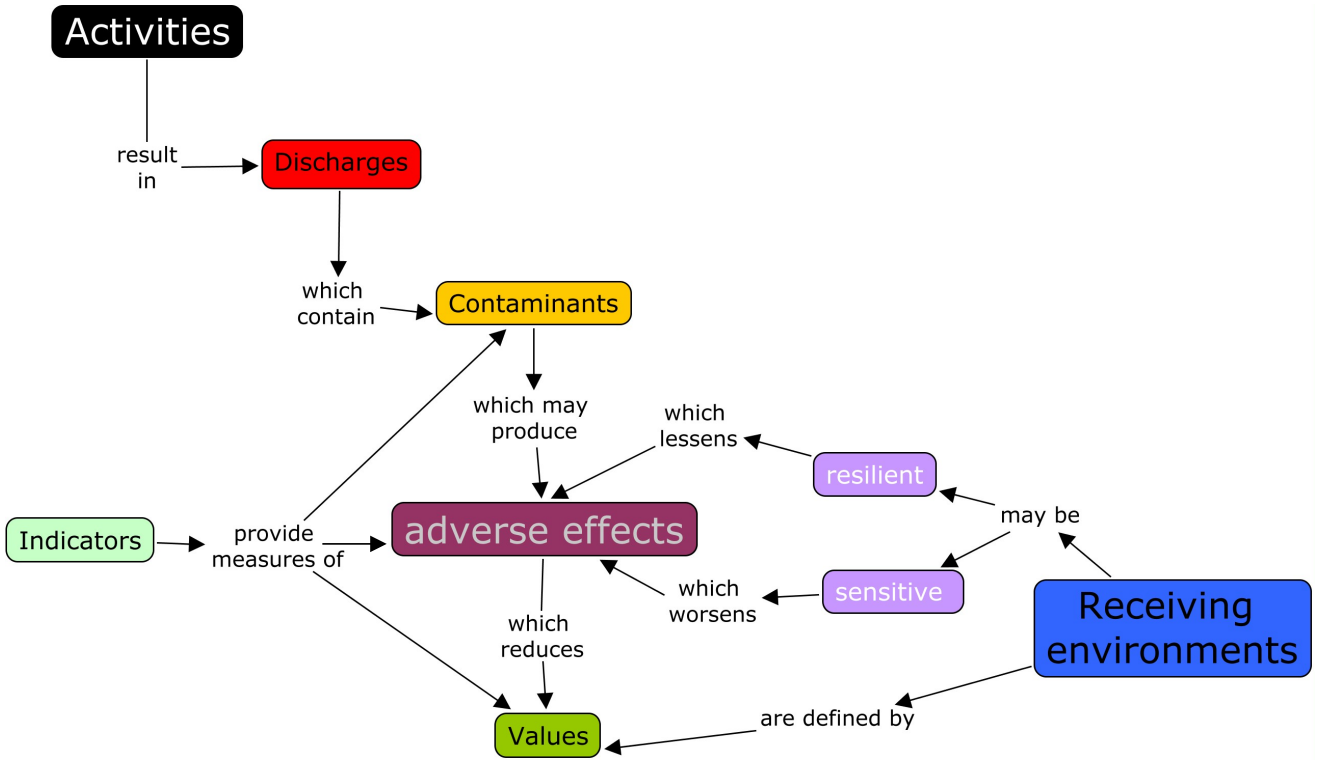 Activities
result
in
Discharges
which
contain
Contaminants
which may
produce
which
lessens
resilient
may be
Indicators
provide
measures of
adverse effects
which
worsens
sensitive
Receiving
environments
which
reduces
Values
are defined by